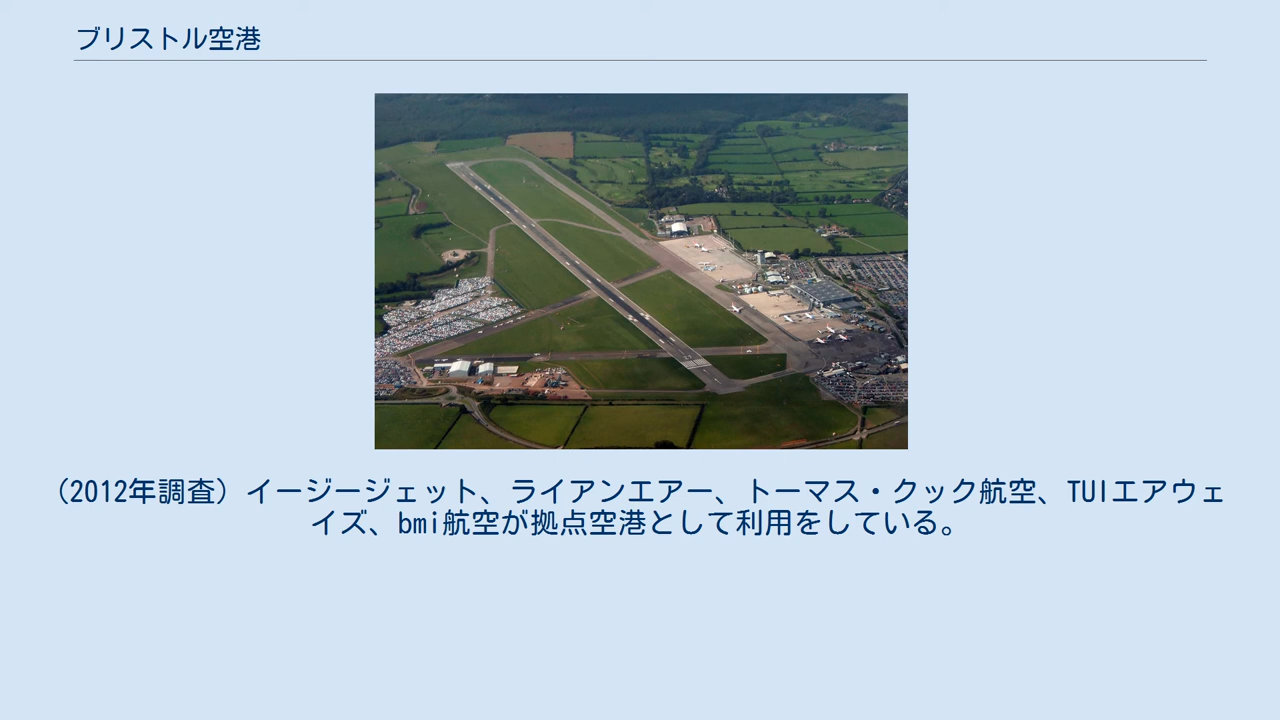 ブリストル空港
（2012年調査）イージージェット、ライアンエアー、トーマス・クック航空、TUIエアウェ
イズ、bmi航空が拠点空港として利用をしている。